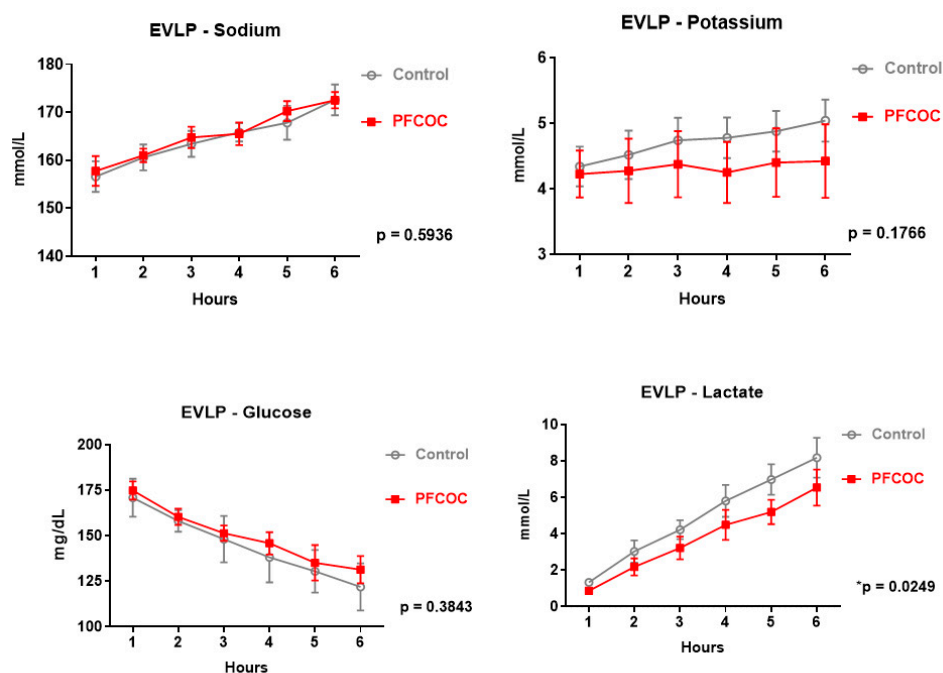 EVLP - Sodium
180
170
160
150
140
mmol/L
1 2 3 4 5 6
Hours
Control
PFCOC
p = 0.5936
EVLP - Potassium
6
5
4
3
mmol/L
1 2 3 4 5 6
Hours
Control
PFCOC
p = 0.1766
EVLP - Glucose
200
175
150
125
100
mg/dL
1 2 3 4 5 6
Hours
Control
PFCOC
p = 0.3843
EVLP - Lactate
10
8
6
4
2
0
mmol/L
1 2 3 4 5 6
Hours
Control
PFCOC
*p = 0.0249